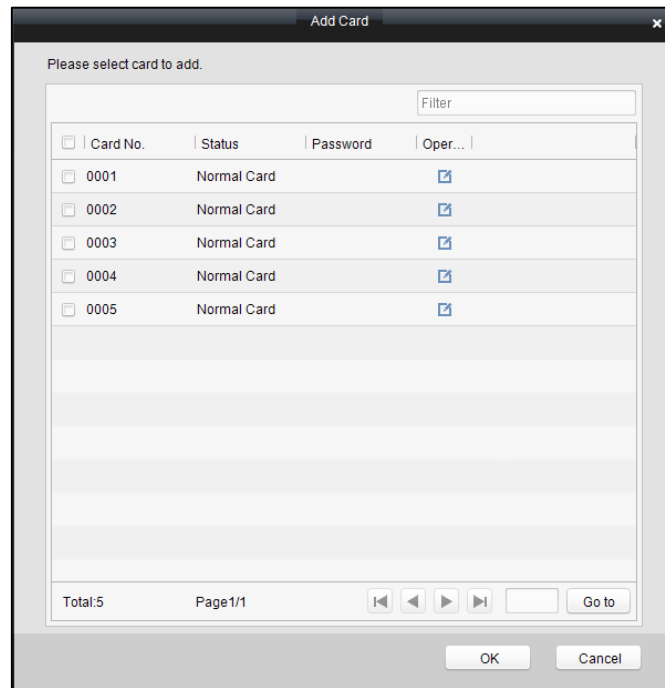 Add Card
Please select card to add.
Filter
Card No. Status Password Oper...
0001 Normal Card
0002 Normal Card
0003 Normal Card
0004 Normal Card
0005 Normal Card
Total:5 Page1/1 Go to
OK Cancel